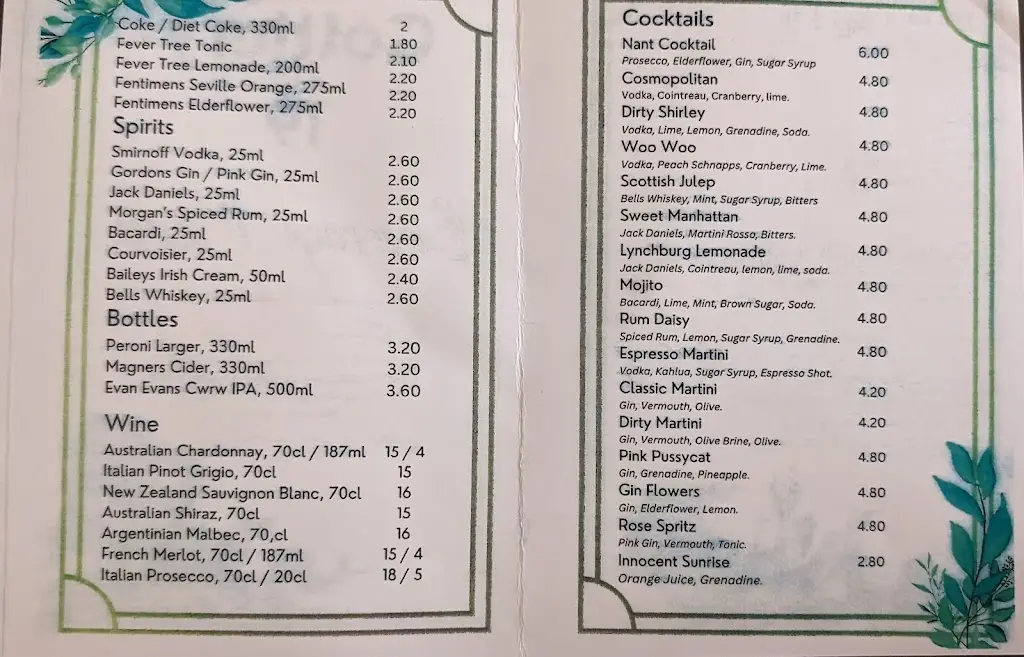 Coke / Diet Coke, 330ml 2
Fever Tree Tonic 1.80
Fever Tree Lemonade, 200ml 2.10
Fentimens Seville Orange, 275ml 2.20
Fentimens Elderflower, 275ml 2.20
2.20
Spirits
Smirnoff Vodka, 25ml 2.60
Gordons Gin / Pink Gin, 25ml 2.60
Jack Daniels, 25ml 2.60
Morgan's Spiced Rum, 25ml 2.60
Bacardi, 25ml 2.60
Courvoisier, 25ml 2.60
Baileys Irish Cream, 50ml 2.40
Bells Whiskey, 25ml 2.60
Bottles
Peroni Larger, 330ml 3.20
Magners Cider, 330ml 3.20
Evan Evans Cwrw IPA, 500ml 3.60
Wine
Australian Chardonnay, 70cl / 187ml 15 / 4
Italian Pinot Grigio, 70cl 15
New Zealand Sauvignon Blanc, 70cl 16
Australian Shiraz, 70cl 15
Argentinian Malbec, 70,cl 16
French Merlot, 70cl / 187ml 15 / 4
Italian Prosecco, 70cl / 20cl 18 / 5
Cocktails
Nant Cocktail 6.00
Prosecco, Elderflower, Gin, Sugar Syrup
Cosmopolitan 4.80
Vodka, Cointreau, Cranberry, lime.
Dirty Shirley 4.80
Vodka, Lime, Lemon, Grenadine, Soda.
Woo Woo 4.80
Vodka, Peach Schnapps, Cranberry, Lime.
Scottish Julep 4.80
Bells Whiskey, Mint, Sugar Syrup, Bitters
Sweet Manhattan 4.80
Jack Daniels, Martini Rosso, Bitters.
Lynchburg Lemonade 4.80
Jack Daniels, Cointreau, lemon, lime, soda.
Mojito 4.80
Bacardi, Lime, Mint, Brown Sugar, Soda.
Rum Daisy 4.80
Spiced Rum, Lemon, Sugar Syrup, Grenadine.
Espresso Martini 4.80
Vodka, Kahlua, Sugar Syrup, Espresso Shot.
Classic Martini 4.20
Gin, Vermouth, Olive.
Dirty Martini 4.20
Gin, Vermouth, Olive Brine, Olive.
Pink Pussycat 4.80
Gin, Grenadine, Pineapple.
Gin Flowers 4.80
Gin, Elderflower, Lemon.
Rose Spritz 4.80
Pink Gin, Vermouth, Tonic.
Innocent Sunrise 2.80
Orange Juice, Grenadine.